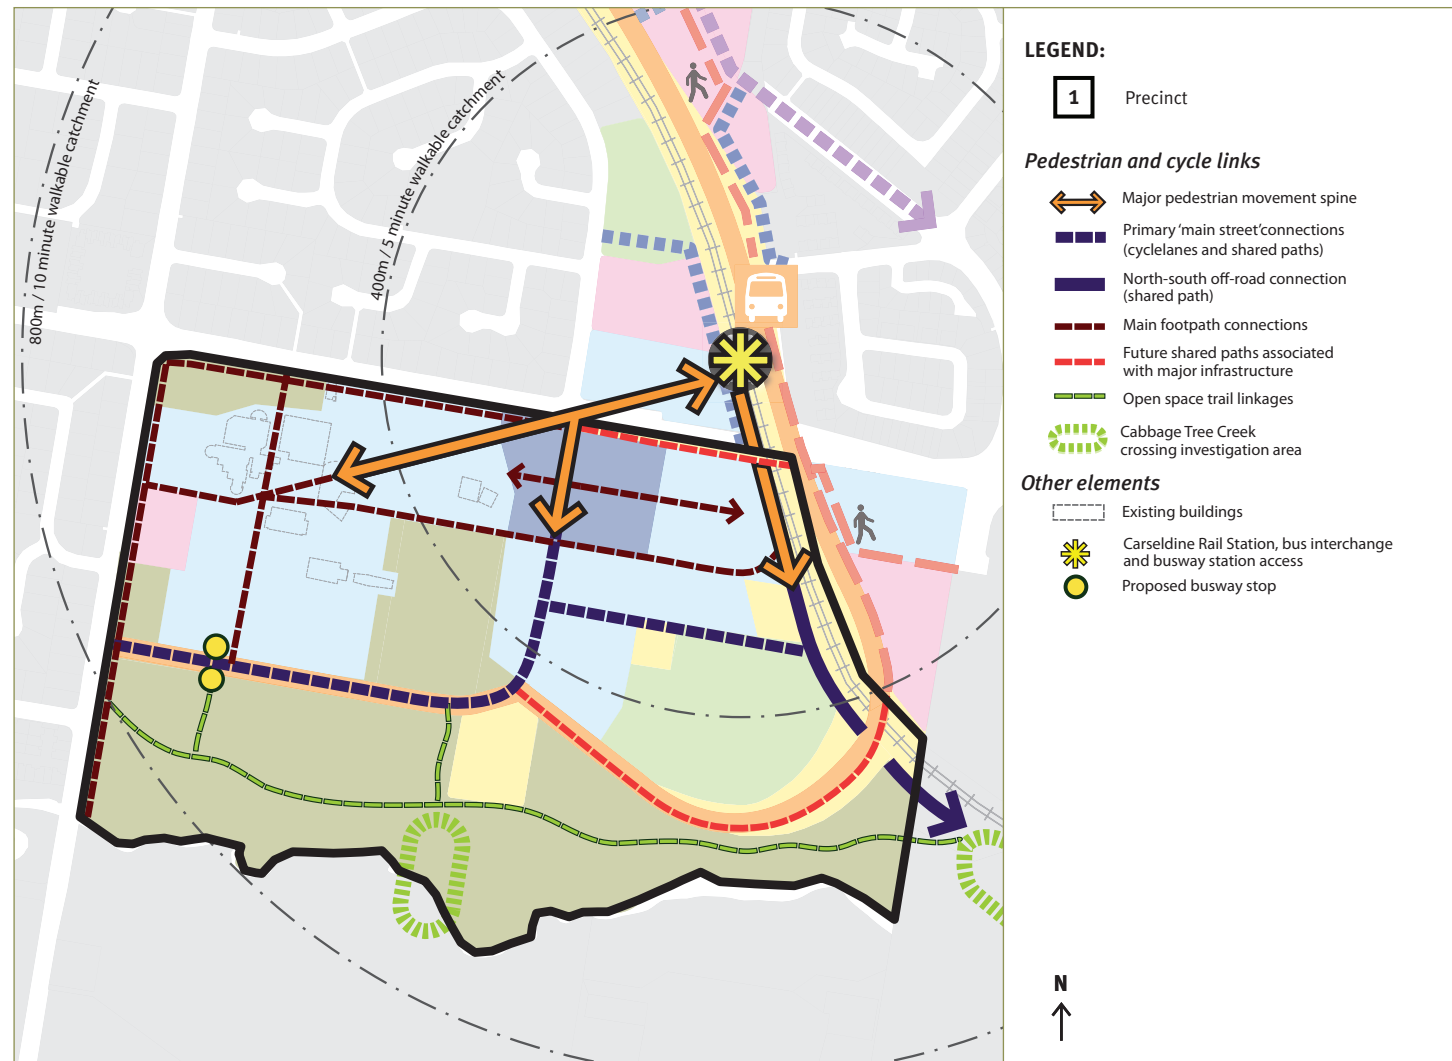 800m / 10 minute walkable catchment
400m / 5 minute walkable catchment
LEGEND:
1
Precinct
Pedestrian and cycle links
Major pedestrian movement spine
Primary ‘main street’connections
(cyclelanes and shared paths)
North-south off-road connection
(shared path)
Main footpath connections
Future shared paths associated
with major infrastructure
Open space trail linkages
Cabbage Tree Creek
crossing investigation area
Other elements
Existing buildings
Carseldine Rail Station, bus interchange
and busway station access
Proposed busway stop
N